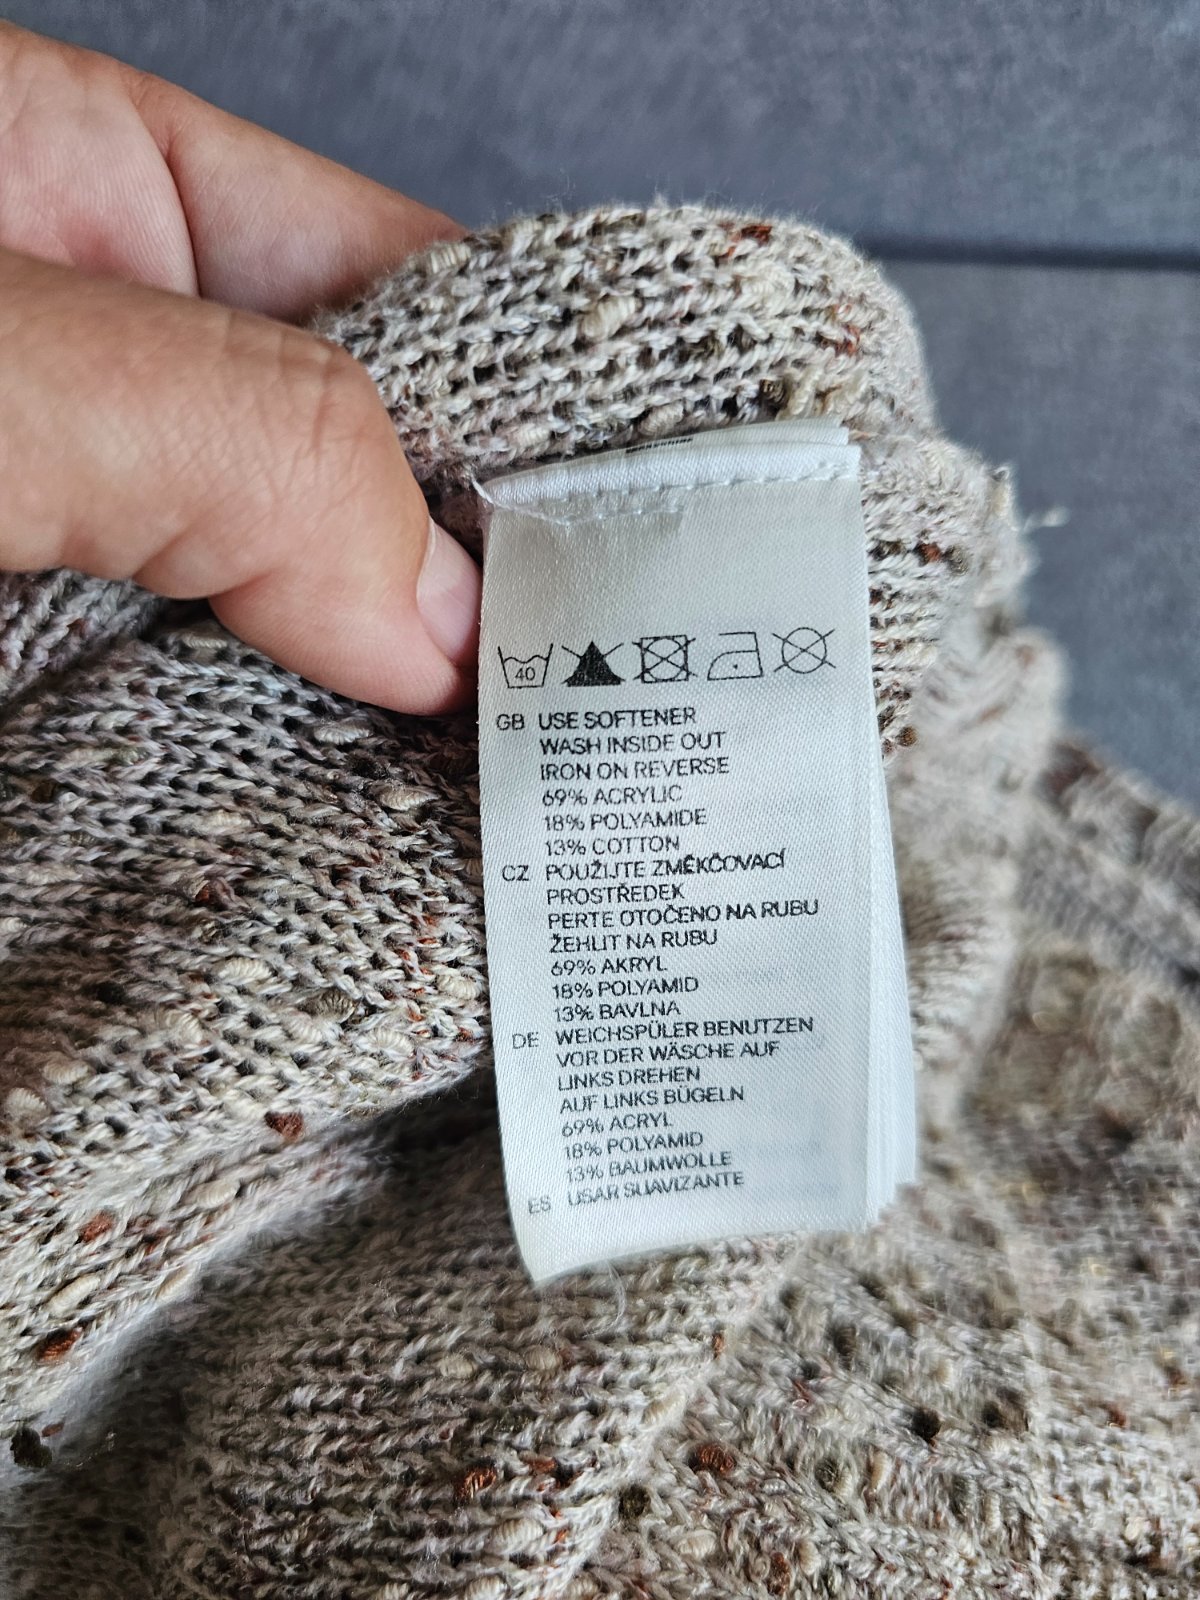 40
GB USE SOFTENER
WASH INSIDE OUT
IRON ON REVERSE
69% ACRYLIC
18% POLYAMIDE
13% COTTON
CZ POUŽIJTE ZMĚKČOVACÍ
PROSTŘEDEK
PERTE OTOČENO NA RUBU
ŽEHLIT NA RUBU
69% AKRYL
18% POLYAMID
13% BAVLNA
DE WEICHSPÜLER BENUTZEN
VOR DER WÄSCHE AUF
LINKS DREHEN
AUF LINKS BÜGELN
69% ACRYL
18% POLYAMID
13% BAUMWOLLE
ES USAR SUAVIZANTE